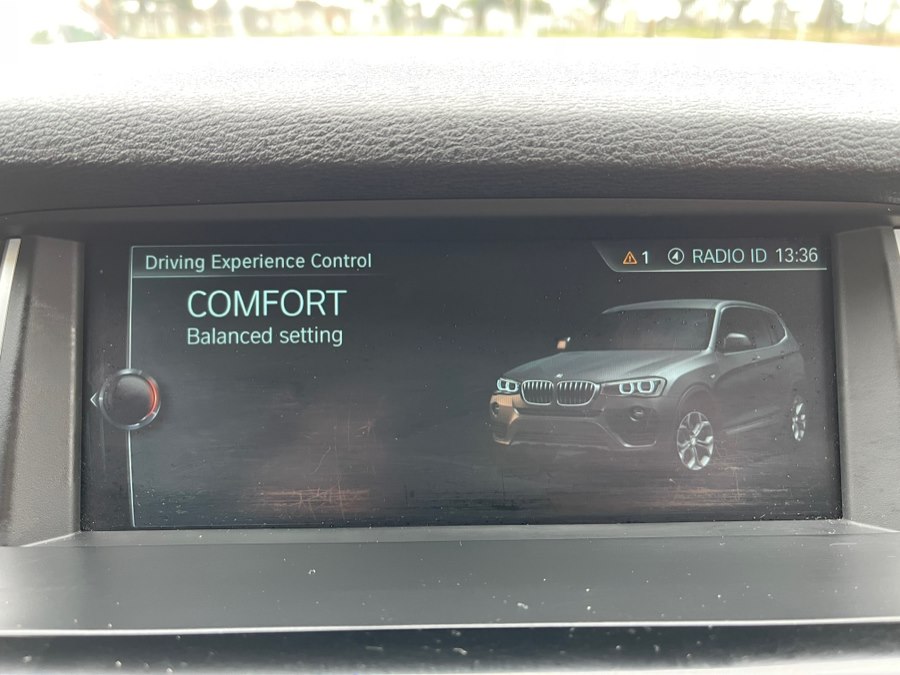 Driving Experience Control
1 RADIO ID 13:36
COMFORT
Balanced setting